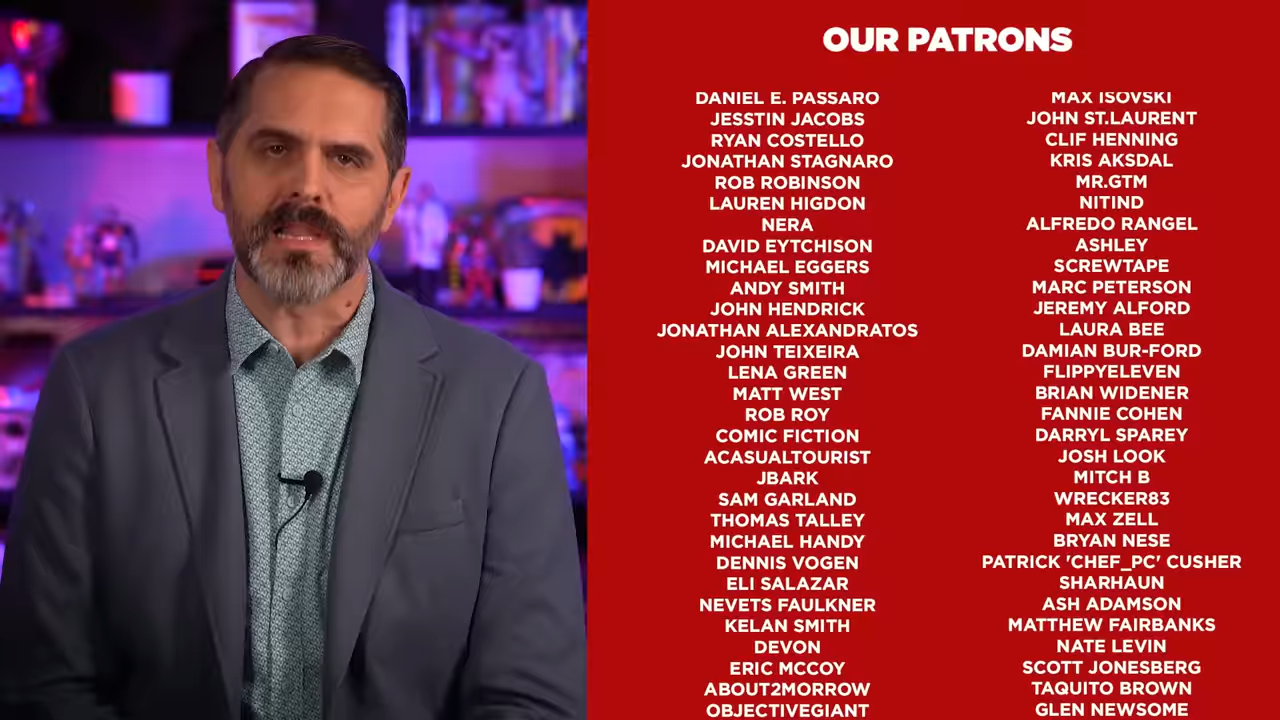 OUR PATRONS
DANIEL E. PASSARO
JESSTIN JACOBS
RYAN COSTELLO
JONATHAN STAGNARO
ROB ROBINSON
LAUREN HIGDON
NERA
DAVID EYTCHISON
MICHAEL EGGERS
ANDY SMITH
JOHN HENDRICK
JONATHAN ALEXANDRATOS
JOHN TEIXEIRA
LENA GREEN
MATT WEST
ROB ROY
COMIC FICTION
ACASUALTOURIST
JBARK
SAM GARLAND
THOMAS TALLEY
MICHAEL HANDY
DENNIS VOGEN
ELI SALAZAR
NEVETS FAULKNER
KELAN SMITH
DEVON
ERIC MCCOY
ABOUT2MORROW
OBJECTIVEGIANT
MAX ISOVSKI
JOHN ST.LAURENT
CLIF HENNING
KRIS AKSDAL
MR.GTM
NITIND
ALFREDO RANGEL
ASHLEY
SCREWTAPE
MARC PETERSON
JEREMY ALFORD
LAURA BEE
DAMIAN BUR-FORD
FLIPPYELEVEN
BRIAN WIDENER
FANNIE COHEN
DARRYL SPAREY
JOSH LOOK
MITCH B
WRECKER83
MAX ZELL
BRYAN NESE
PATRICK 'CHEF_PC' CUSHER
SHARHAUN
ASH ADAMSON
MATTHEW FAIRBANKS
NATE LEVIN
SCOTT JONESBERG
TAQUITO BROWN
GLEN NEWSOME